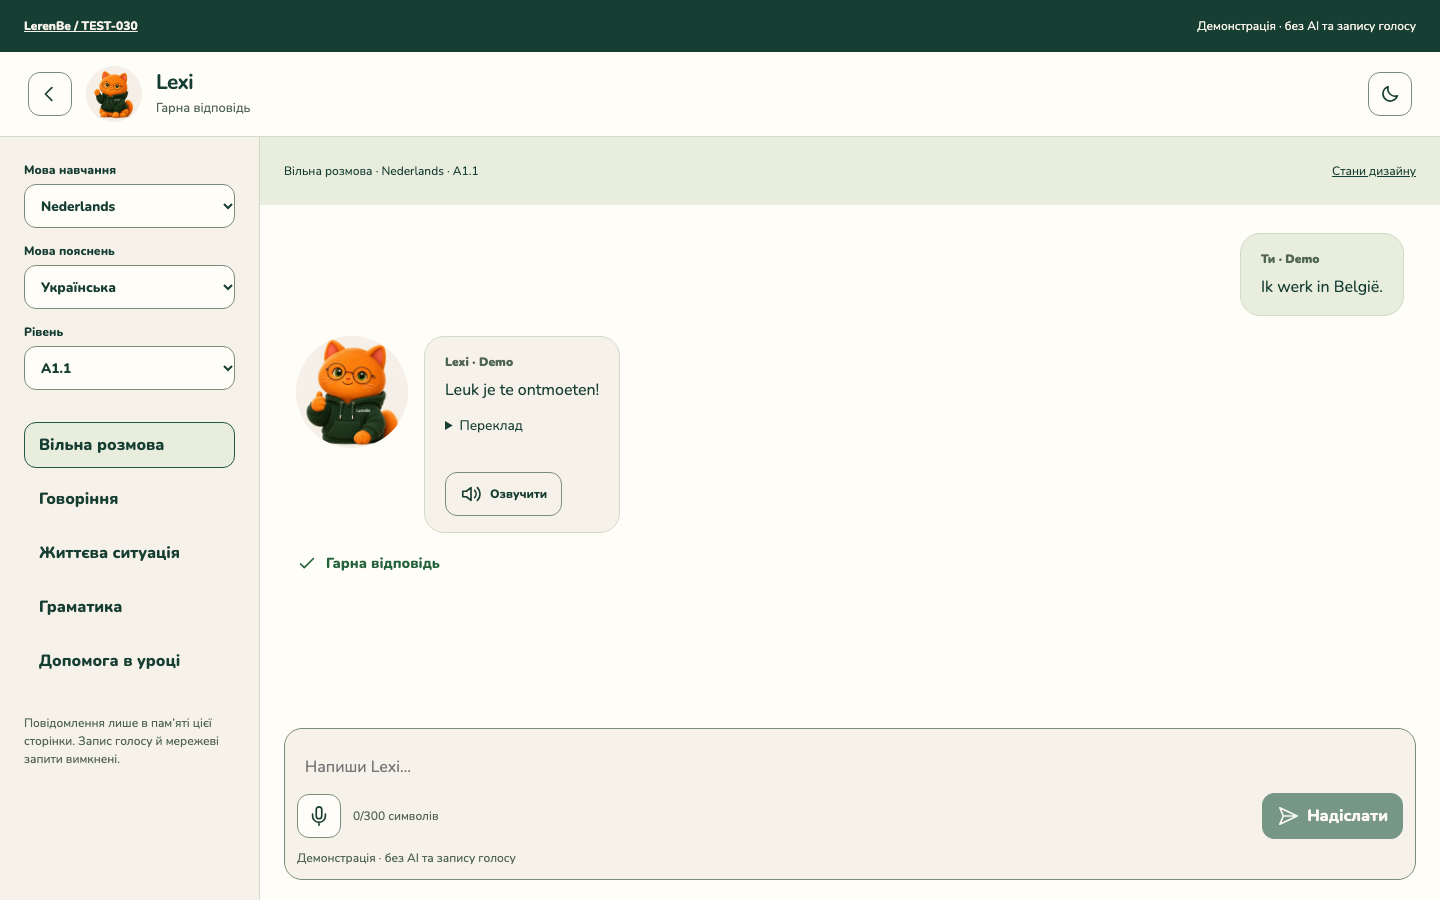 LerenBe / TEST-030
Демонстрація · без AI та запису голосу
Lexi
Гарна відповідь
Мова навчання
Nederlands
Мова пояснень
Українська
Рівень
A1.1
Вільна розмова
Говоріння
Життєва ситуація
Граматика
Допомога в уроці
Повідомлення лише в пам’яті цієї
сторінки. Запис голосу й мережеві
запити вимкнені.
Вільна розмова · Nederlands · A1.1
Стани дизайну
Ти · Demo
Ik werk in België.
Lexi · Demo
Leuk je te ontmoeten!
Переклад
Озвучити
Гарна відповідь
Напиши Lexi...
0/300 символів
Надіслати
Демонстрація · без AI та запису голосу